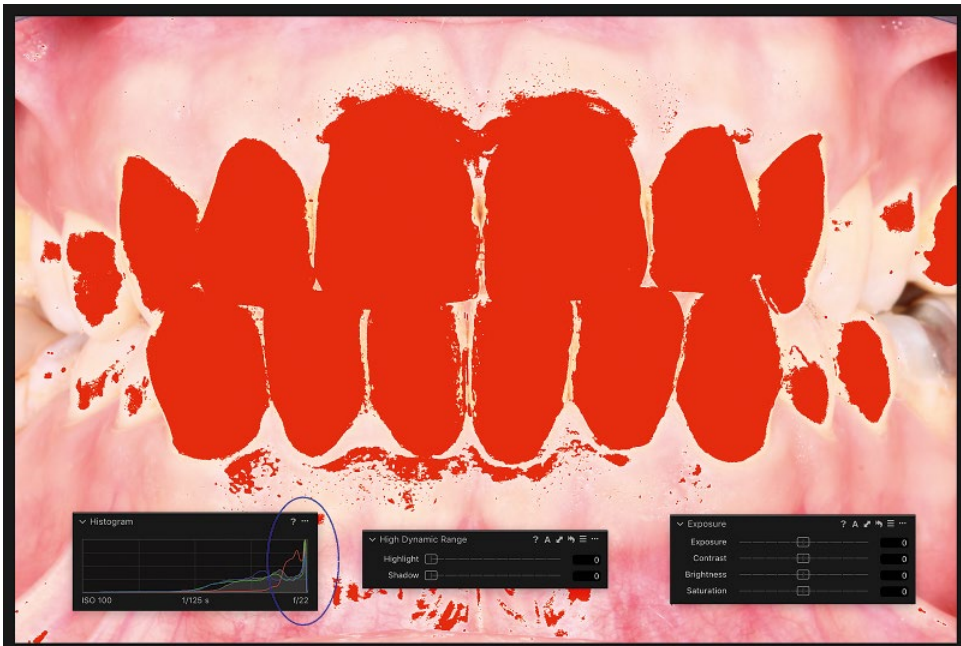 Histogram ? ...
ISO 100 1/125 s f/22
High Dynamic Range ? A ...
Highlight 0
Shadow 0
Exposure ? A ...
Exposure 0
Contrast 0
Brightness 0
Saturation 0